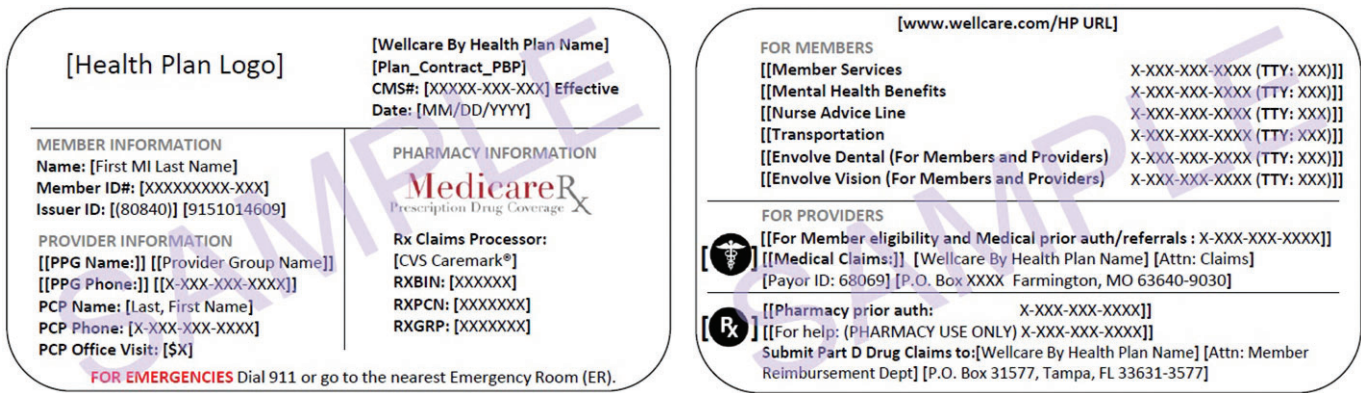 [Health Plan Logo]
[Wellcare By Health Plan Name]
[Plan_Contract_PBP]
CMS#: [XXXXX-XXX-XXX] Effective
Date: [MM/DD/YYYY]
MEMBER INFORMATION
Name: [First MI Last Name]
Member ID#: [XXXXXXXXX-XXX]
Issuer ID: [(80840)] [9151014609]
PROVIDER INFORMATION
[[PPG Name:]] [[Provider Group Name]]
[[PPG Phone:]] [[X-XXX-XXX-XXXX]]
PCP Name: [Last, First Name]
PCP Phone: [X-XXX-XXX-XXXX]
PCP Office Visit: [$X]
PHARMACY INFORMATION
MedicareRx
Prescription Drug Coverage
Rx Claims Processor:
[CVS Caremark®]
RXBIN: [XXXXXX]
RXPCN: [XXXXXXX]
RXGRP: [XXXXXXX]
FOR EMERGENCIES Dial 911 or go to the nearest Emergency Room (ER).
SAMPLE
[www.wellcare.com/HP URL]
FOR MEMBERS
[[Member Services X-XXX-XXX-XXXX (TTY: XXX)]]
[[Mental Health Benefits X-XXX-XXX-XXXX (TTY: XXX)]]
[[Nurse Advice Line X-XXX-XXX-XXXX (TTY: XXX)]]
[[Transportation X-XXX-XXX-XXXX (TTY: XXX)]]
[[Envolve Dental (For Members and Providers) X-XXX-XXX-XXXX (TTY: XXX)]]
[[Envolve Vision (For Members and Providers) X-XXX-XXX-XXXX (TTY: XXX)]]
FOR PROVIDERS
[[For Member eligibility and Medical prior auth/referrals : X-XXX-XXX-XXXX]]
[ ] [[Medical Claims:]] [Wellcare By Health Plan Name] [Attn: Claims]
[Payor ID: 68069] [P.O. Box XXXX Farmington, MO 63640-9030]
[[Pharmacy prior auth: X-XXX-XXX-XXXX]]
[Rx] [[For help: (PHARMACY USE ONLY) X-XXX-XXX-XXXX]]
Submit Part D Drug Claims to:[Wellcare By Health Plan Name] [Attn: Member
Reimbursement Dept] [P.O. Box 31577, Tampa, FL 33631-3577]
SAMPLE